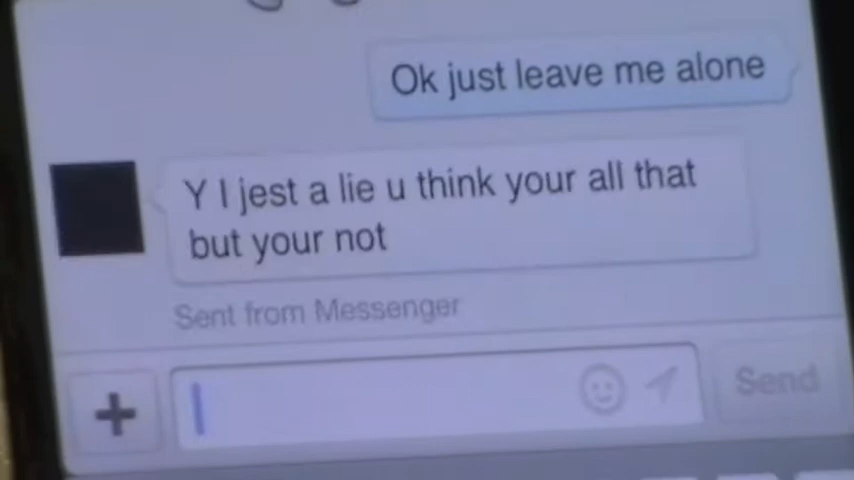 Ok just leave me alone
Y I jest a lie u think your all that
but your not
Sent from Messenger
Send